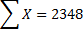 ∑ X = 2348